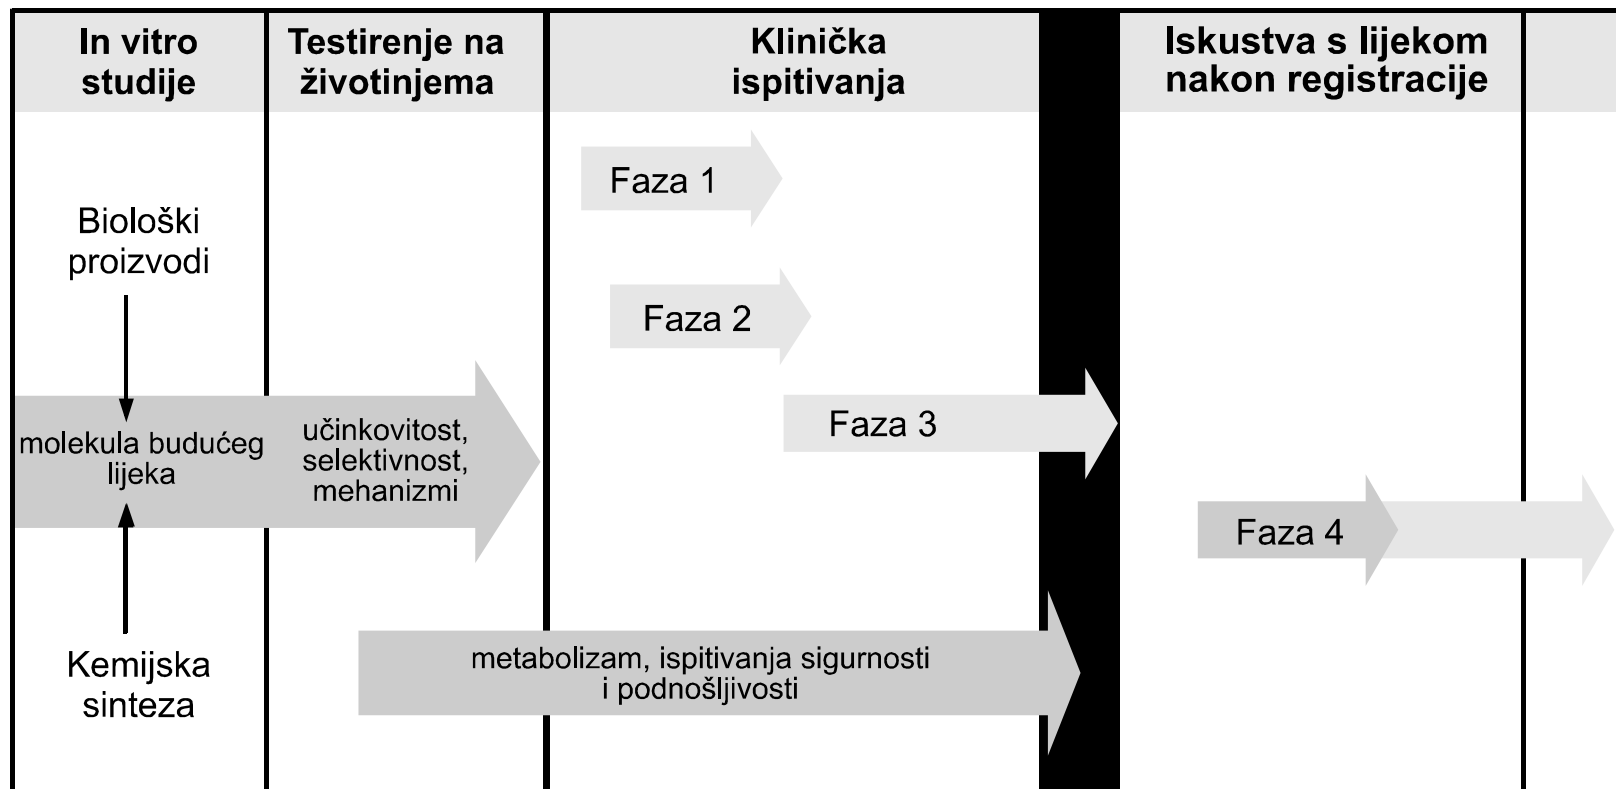 In vitro
studije
Testirenje na
životinjema
Klinička
ispitivanja
Iskustva s lijekom
nakon registracije
Biološki
proizvodi
molekula budućeg
lijeka
Kemijska
sinteza
učinkovitost,
selektivnost,
mehanizmi
Faza 1
Faza 2
Faza 3
Faza 4
metabolizam, ispitivanja sigurnosti
i podnošljivosti